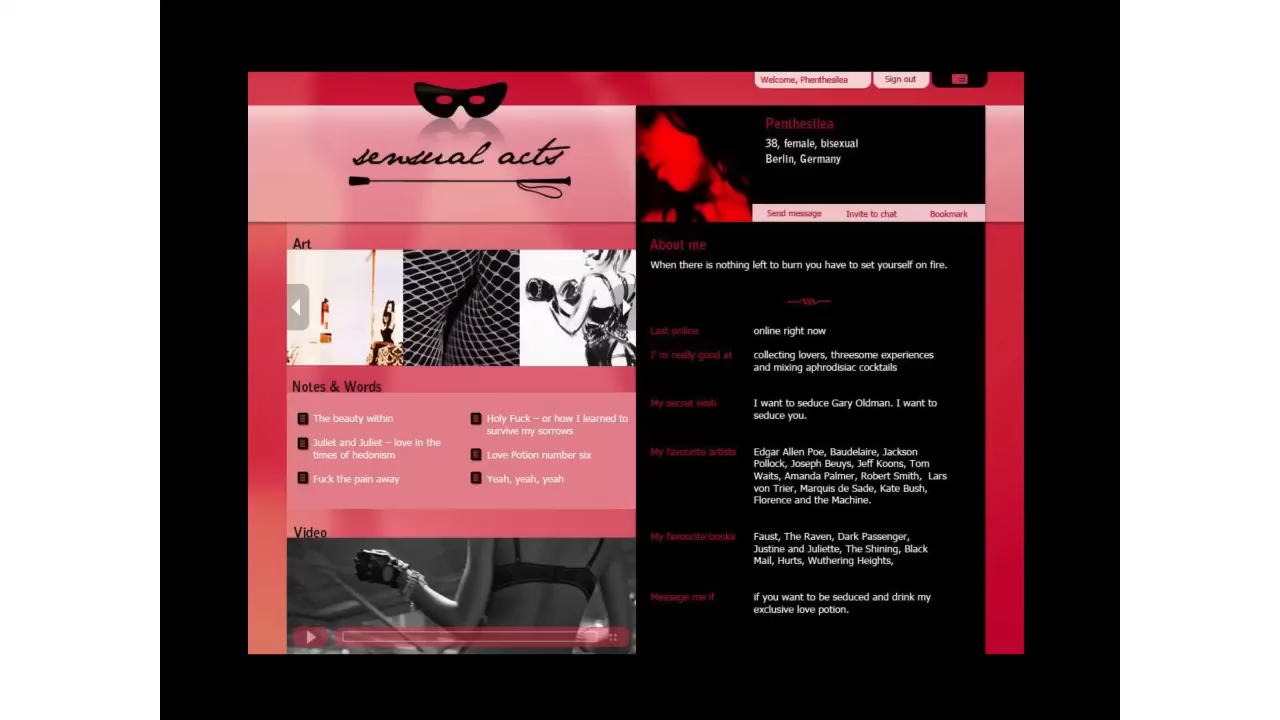 Welcome, Phenthesilea
Sign out
sensual acts
Penthesilea
38, female, bisexual
Berlin, Germany
Send message
Invite to chat
Bookmark
Art
Notes & Words
The beauty within
Juliet and Juliet – love in the
times of hedonism
Fuck the pain away
Holy Fuck – or how I learned to
survive my sorrows
Love Potion number six
Yeah, yeah, yeah
Video
About me
When there is nothing left to burn you have to set yourself on fire.
Last online
online right now
I' m really good at
collecting lovers, threesome experiences
and mixing aphrodisiac cocktails
My secret wish
I want to seduce Gary Oldman. I want to
seduce you.
My favourite artists
Edgar Allen Poe, Baudelaire, Jackson
Pollock, Joseph Beuys, Jeff Koons, Tom
Waits, Amanda Palmer, Robert Smith, Lars
von Trier, Marquis de Sade, Kate Bush,
Florence and the Machine.
My favourite books
Faust, The Raven, Dark Passenger,
Justine and Juliette, The Shining, Black
Mail, Hurts, Wuthering Heights,
Message me if
if you want to be seduced and drink my
exclusive love potion.